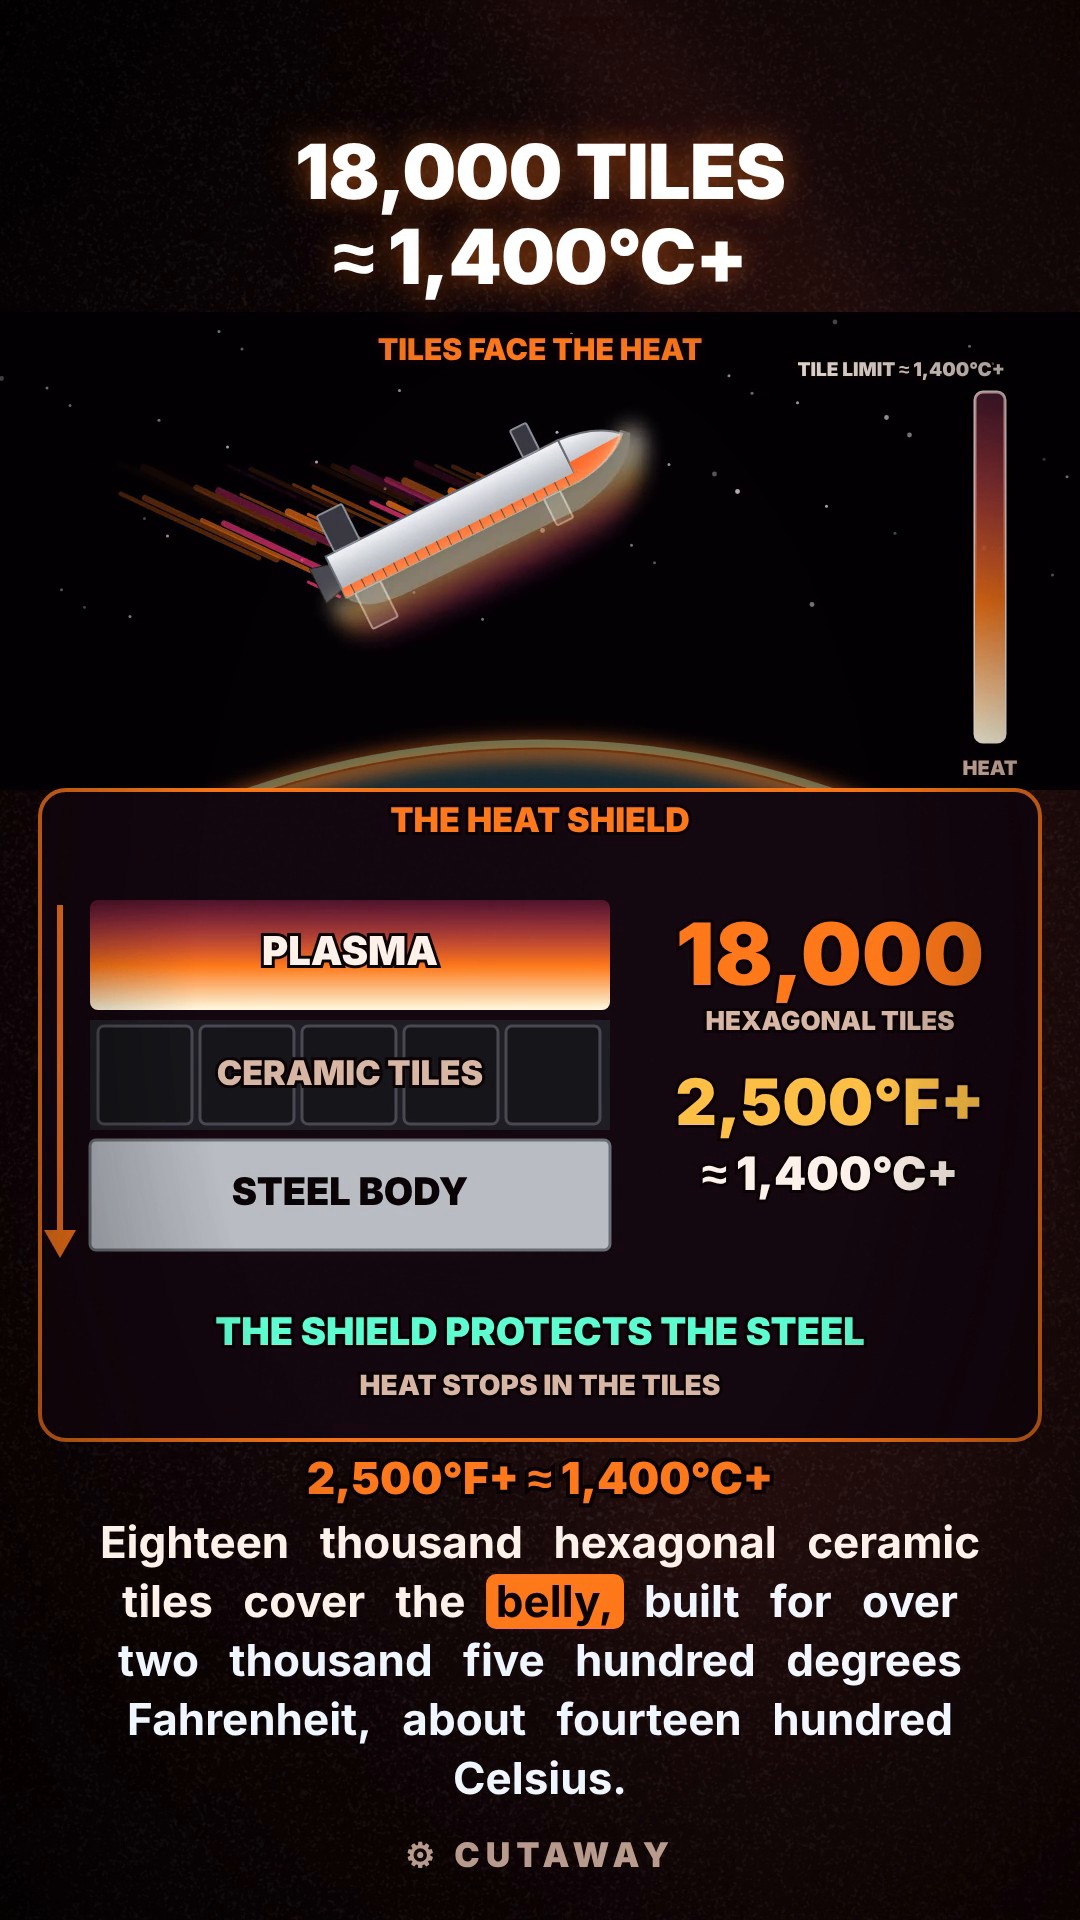 18,000 TILES
≈ 1,400°C+
TILES FACE THE HEAT
TILE LIMIT ≈ 1,400°C+
HEAT
THE HEAT SHIELD
PLASMA
18,000
HEXAGONAL TILES
CERAMIC TILES
2,500°F+
≈ 1,400°C+
STEEL BODY
THE SHIELD PROTECTS THE STEEL
HEAT STOPS IN THE TILES
2,500°F+ ≈ 1,400°C+
Eighteen thousand hexagonal ceramic
tiles cover the belly, built for over
two thousand five hundred degrees
Fahrenheit, about fourteen hundred
Celsius.
⚙ CUTAWAY